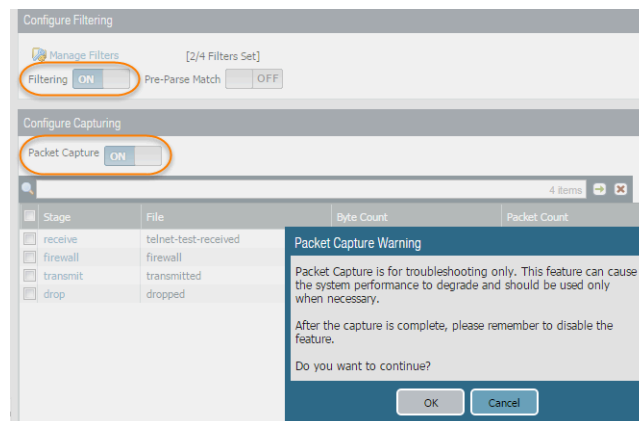 Configure Filtering
Manage Filters [2/4 Filters Set]
Filtering ON Pre-Parse Match OFF
Configure Capturing
Packet Capture ON
4 items
Stage File Byte Count Packet Count
receive telnet-test-received
firewall firewall
transmit transmitted
drop dropped
Packet Capture Warning
Packet Capture is for troubleshooting only. This feature can cause
the system performance to degrade and should be used only
when necessary.
After the capture is complete, please remember to disable the
feature.
Do you want to continue?
OK Cancel